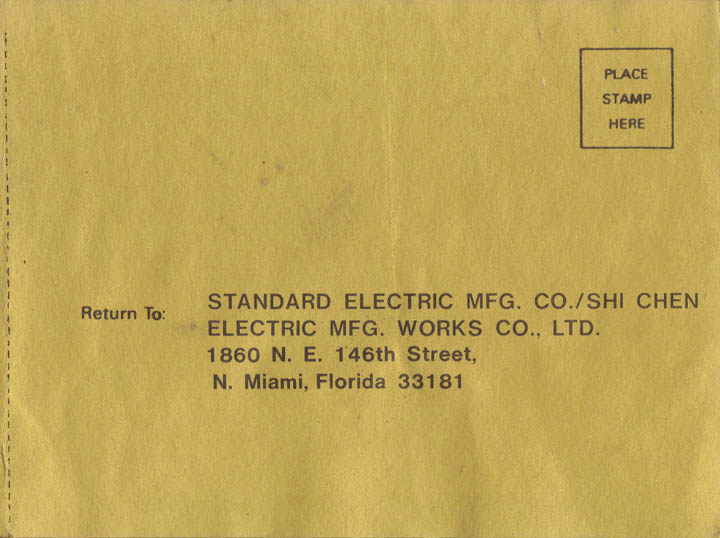 PLACE
STAMP
HERE
Return To:
STANDARD ELECTRIC MFG. CO./SHI CHEN
ELECTRIC MFG. WORKS CO., LTD.
1860 N. E. 146th Street,
N. Miami, Florida 33181